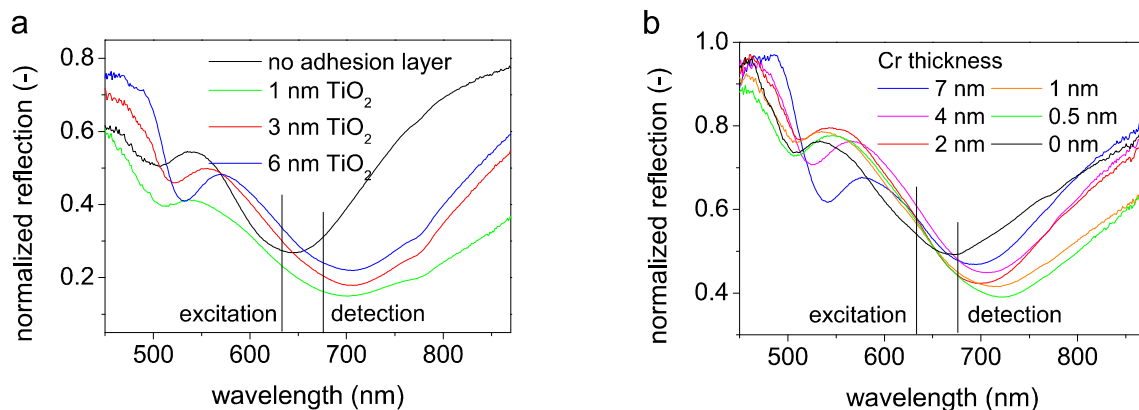 a
normalized reflection (-)
0.8
0.6
0.4
0.2
no adhesion layer
1 nm TiO2
3 nm TiO2
6 nm TiO2
excitation
detection
500
600
700
800
wavelength (nm)
b
normalized reflection (-)
1.0
0.8
0.6
0.4
Cr thickness
7 nm
1 nm
4 nm
0.5 nm
2 nm
0 nm
excitation
detection
500
600
700
800
wavelength (nm)